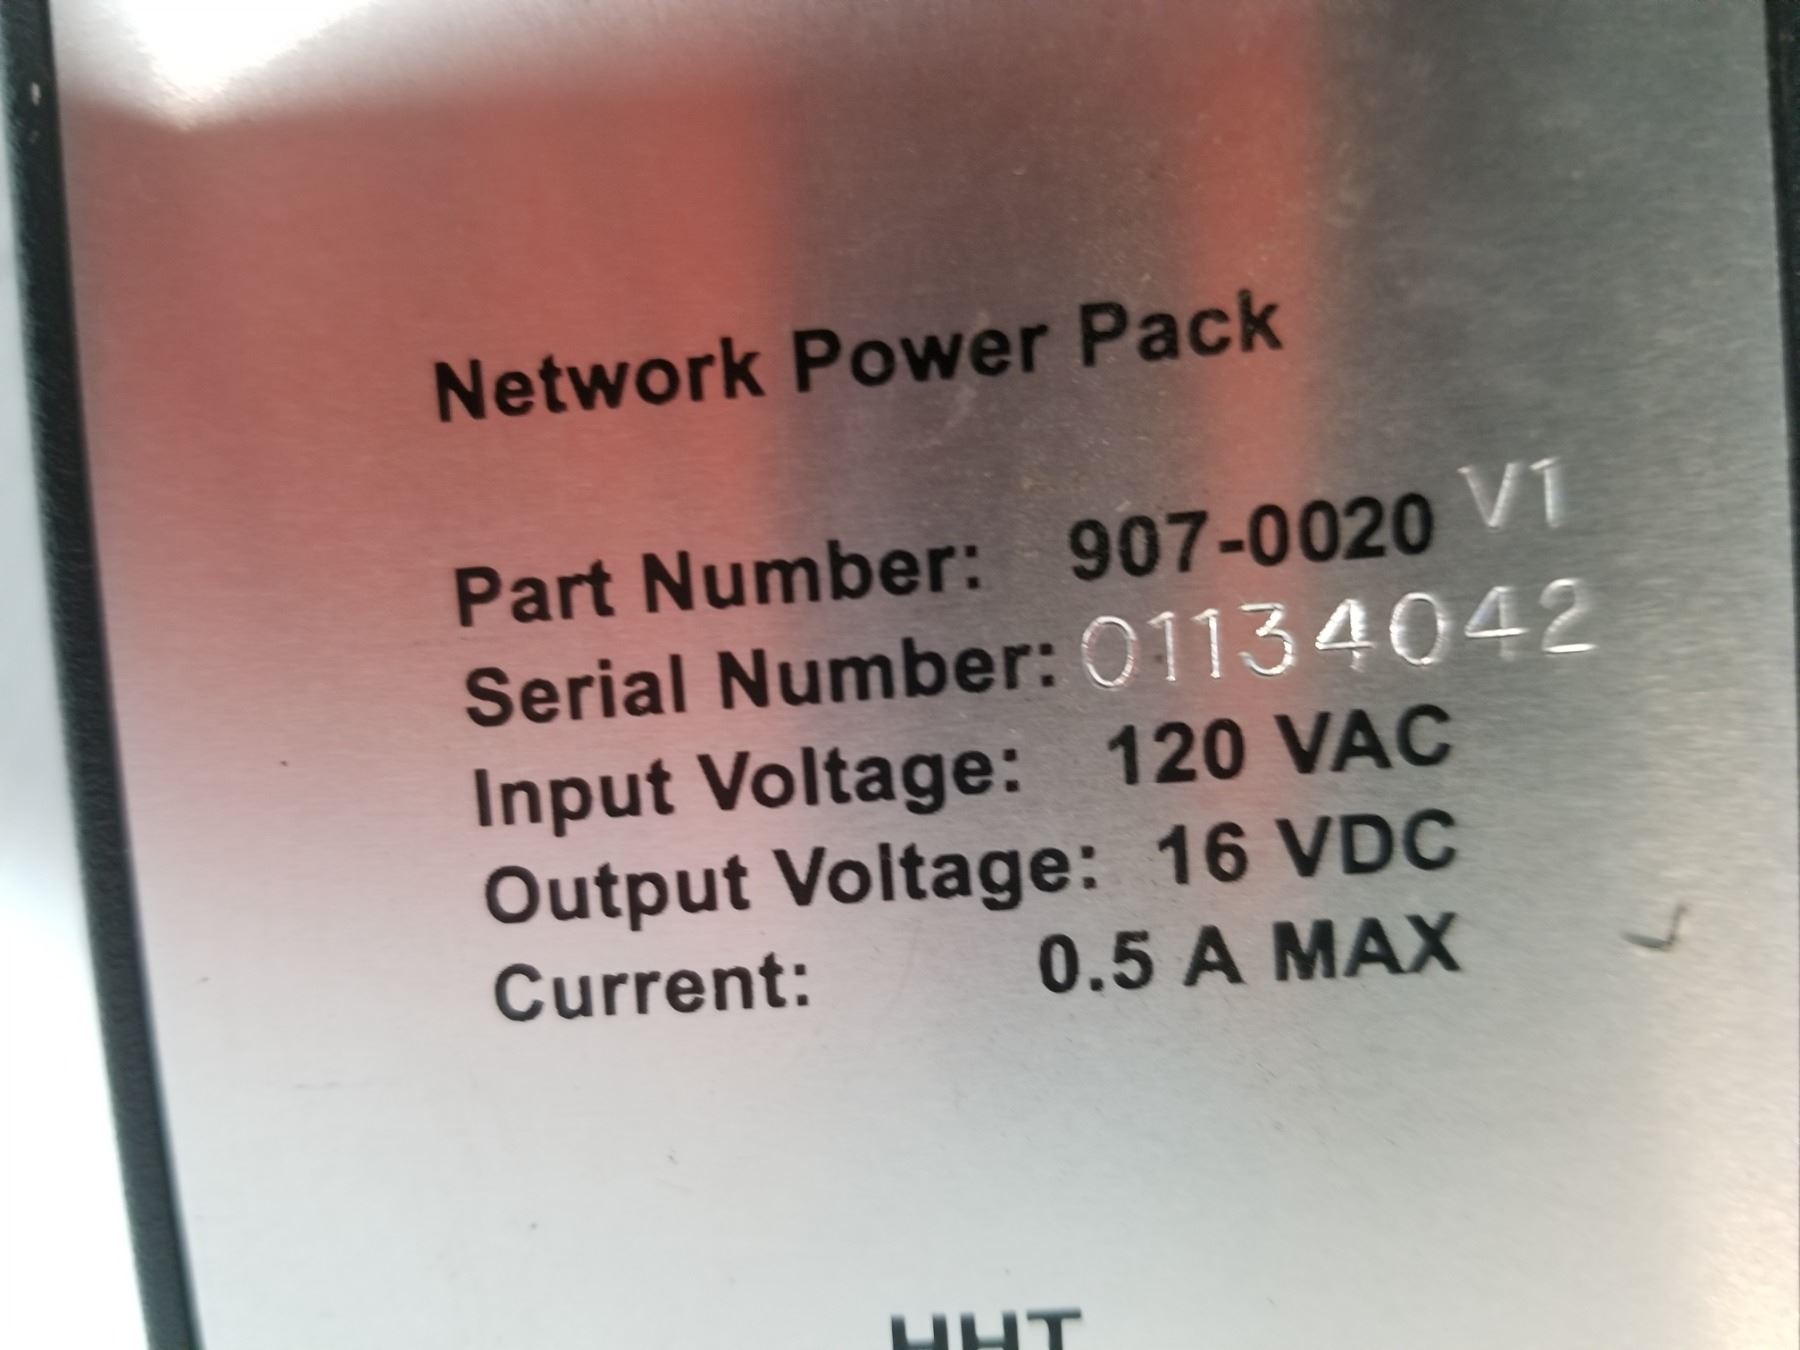 Network Power Pack
Part Number: 907-0020 V1
Serial Number: 01134042
Input Voltage: 120 VAC
Output Voltage: 16 VDC
Current: 0.5 A MAX
HHT